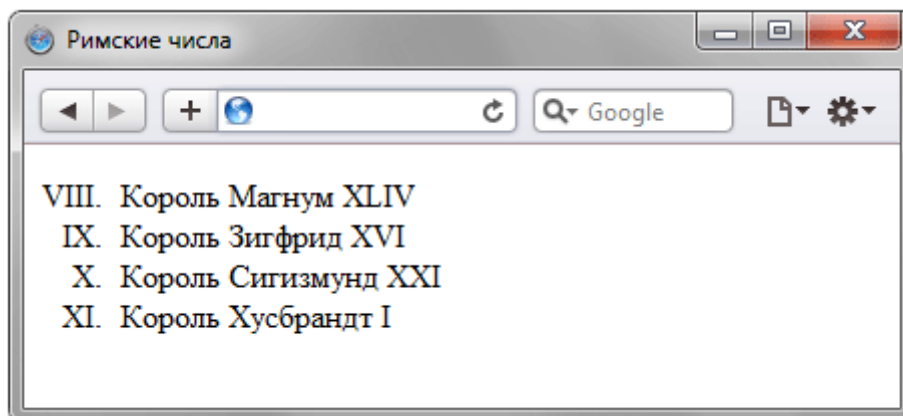 Римские числа
Google
VIII. Король Магнум XLIV
IX. Король Зигфрид XVI
X. Король Сигизмунд XXI
XI. Король Хусбрандт I